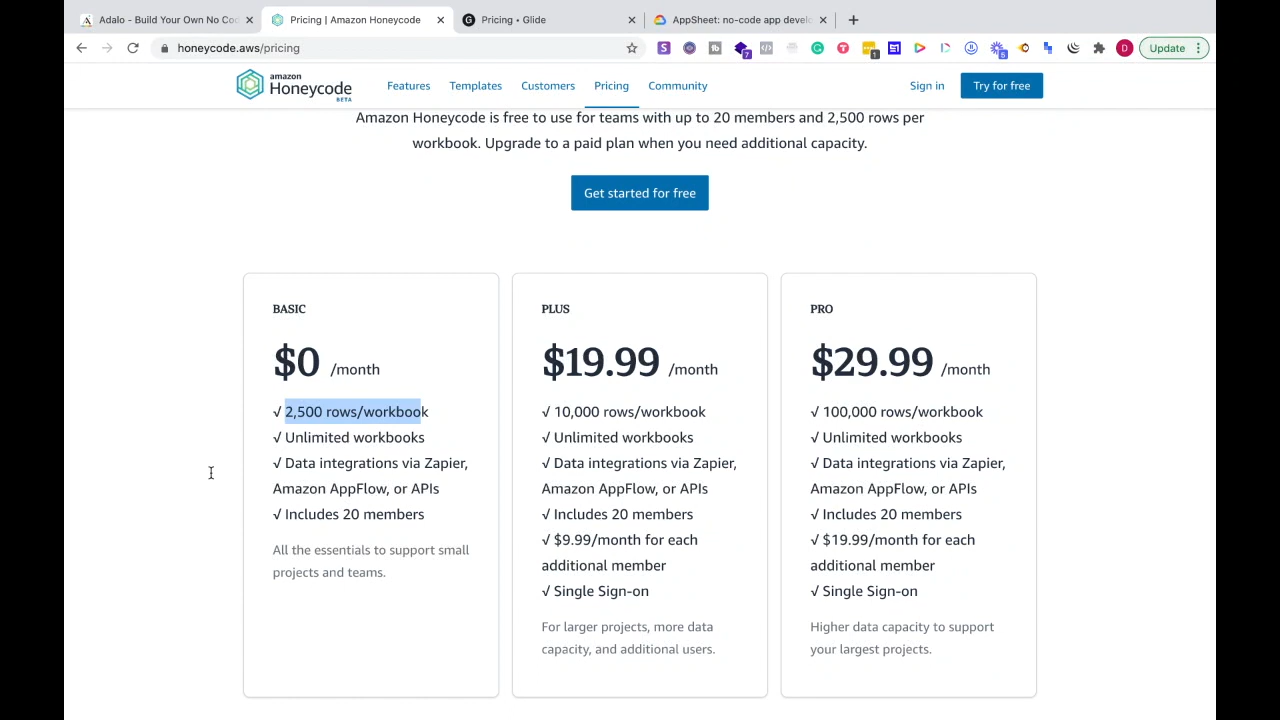 Adalo - Build Your Own No Co
Pricing | Amazon Honeycode
Pricing • Glide
AppSheet: no-code app develo
honeycode.aws/pricing
Update
amazon
Honeycode
BETA
Features
Templates
Customers
Pricing
Community
Sign in
Try for free
Amazon Honeycode is free to use for teams with up to 20 members and 2,500 rows per
workbook. Upgrade to a paid plan when you need additional capacity.
Get started for free
BASIC
$0 /month
√ 2,500 rows/workbook
√ Unlimited workbooks
√ Data integrations via Zapier,
Amazon AppFlow, or APIs
√ Includes 20 members
All the essentials to support small
projects and teams.
PLUS
$19.99 /month
√ 10,000 rows/workbook
√ Unlimited workbooks
√ Data integrations via Zapier,
Amazon AppFlow, or APIs
√ Includes 20 members
√ $9.99/month for each
additional member
√ Single Sign-on
For larger projects, more data
capacity, and additional users.
PRO
$29.99 /month
√ 100,000 rows/workbook
√ Unlimited workbooks
√ Data integrations via Zapier,
Amazon AppFlow, or APIs
√ Includes 20 members
√ $19.99/month for each
additional member
√ Single Sign-on
Higher data capacity to support
your largest projects.